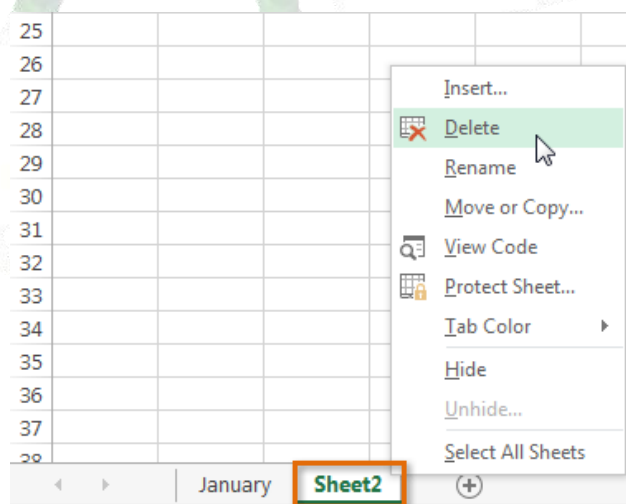 25
26
27
28
29
30
31
32
33
34
35
36
37
Insert...
Delete
Rename
Move or Copy...
View Code
Protect Sheet...
Tab Color
Hide
Unhide...
Select All Sheets
January Sheet2